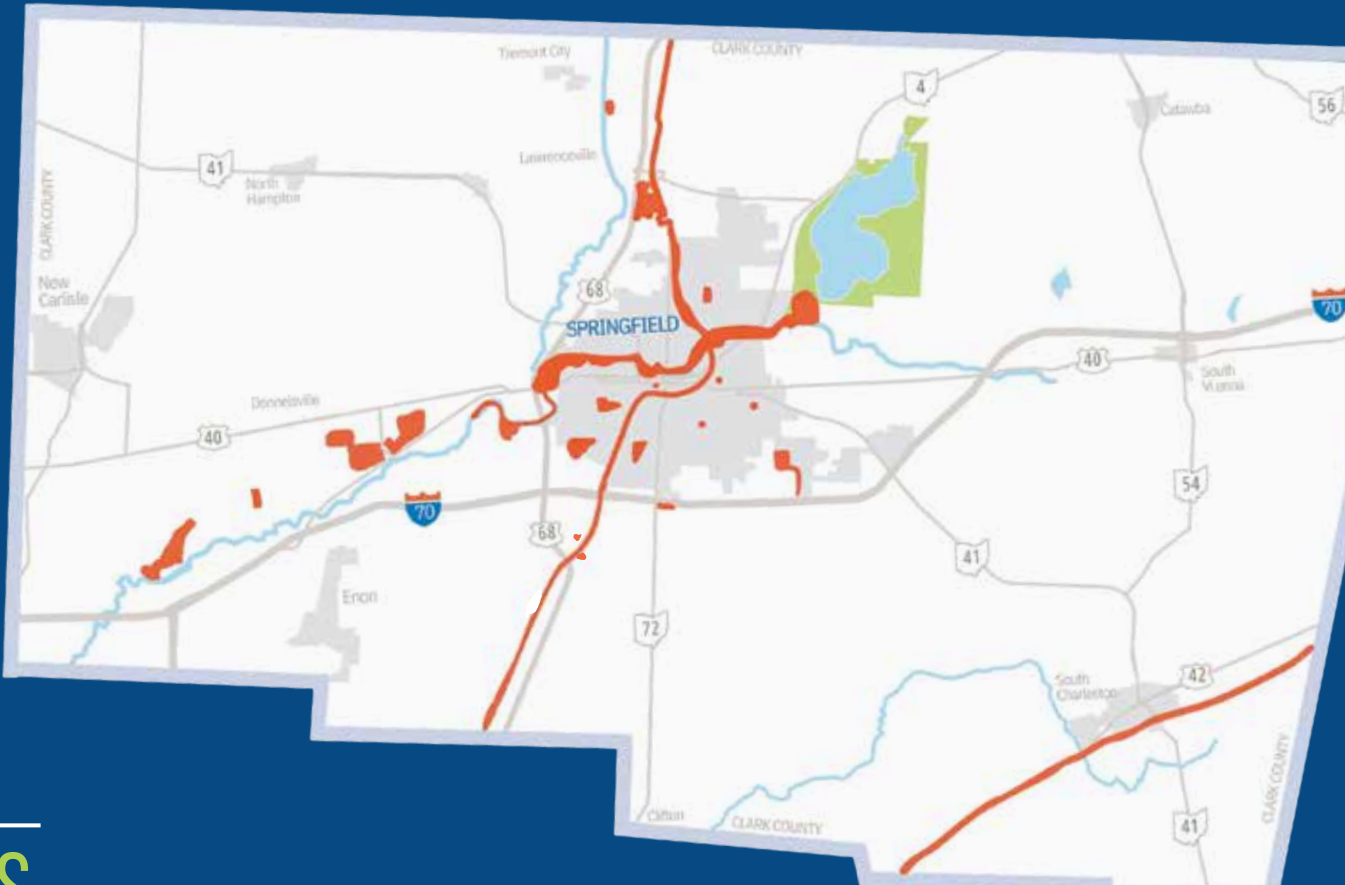 Tremont City
CLARK COUNTY
4
56
Catawba
41
North
Hampton
Lawrenceville
CLARK COUNTY
New
Carlisle
68
SPRINGFIELD
70
40
South
Vienna
Donnelsville
40
70
68
54
41
Enon
72
South
Charleston
42
Clifton
CLARK COUNTY
41
CLARK COUNTY